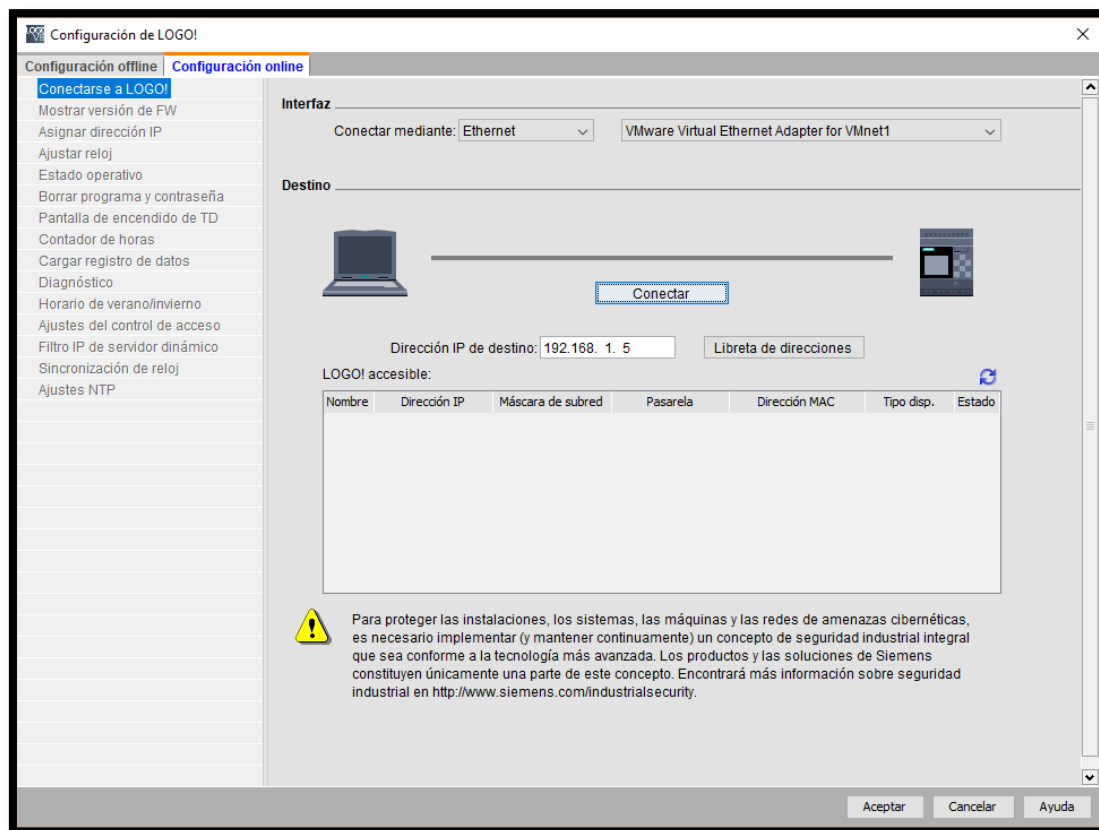 Configuración de LOGO!
Configuración offline Configuración online
Conectarse a LOGO!
Mostrar versión de FW
Asignar dirección IP
Ajustar reloj
Estado operativo
Borrar programa y contraseña
Pantalla de encendido de TD
Contador de horas
Cargar registro de datos
Diagnóstico
Horario de verano/invierno
Ajustes del control de acceso
Filtro IP de servidor dinámico
Sincronización de reloj
Ajustes NTP
Interfaz
Conectar mediante: Ethernet VMware Virtual Ethernet Adapter for VMnet1
Destino
Conectar
Dirección IP de destino: 192.168. 1. 5 Libreta de direcciones
LOGO! accesible:
Nombre Dirección IP Máscara de subred Pasarela Dirección MAC Tipo disp. Estado
Para proteger las instalaciones, los sistemas, las máquinas y las redes de amenazas cibernéticas,
es necesario implementar (y mantener continuamente) un concepto de seguridad industrial integral
que sea conforme a la tecnología más avanzada. Los productos y las soluciones de Siemens
constituyen únicamente una parte de este concepto. Encontrará más información sobre seguridad
industrial en http://www.siemens.com/industrialsecurity.
Aceptar Cancelar Ayuda